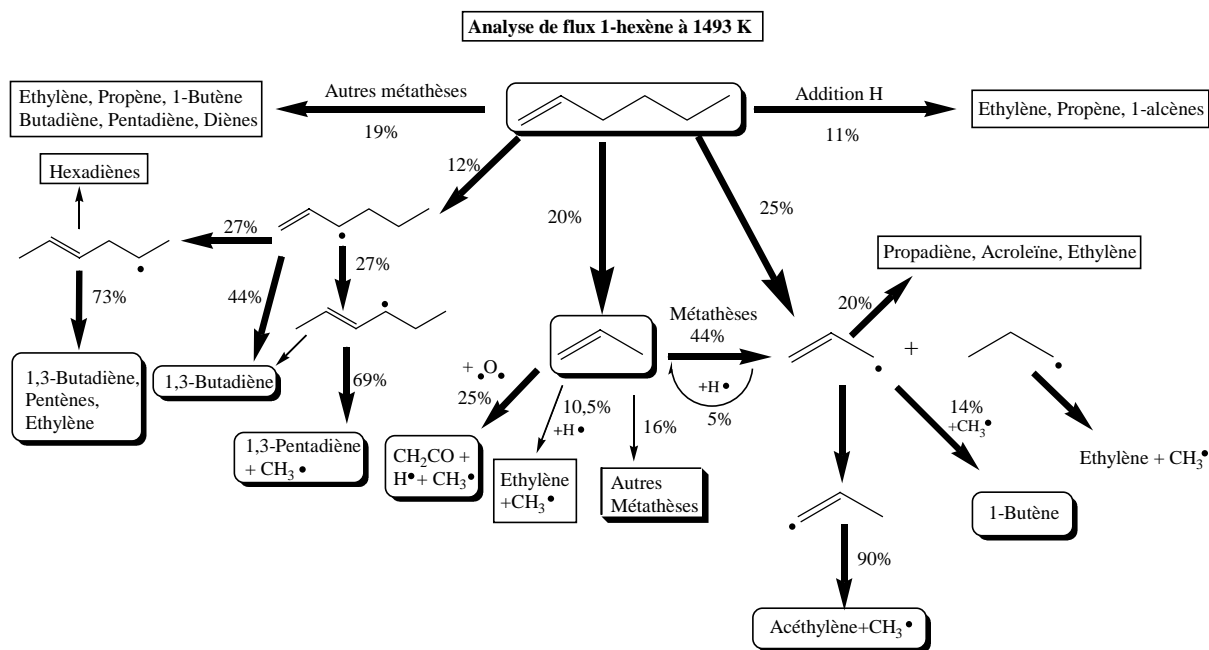 Analyse de flux 1-hexène à 1493 K
Autres métathèses
19%
Ethylène, Propène, 1-Butène
Butadiène, Pentadiène, Diènes
Addition H
11%
Ethylène, Propène, 1-alcènes
12%
20%
25%
Hexadiènes
27%
27%
73%
44%
Propadiène, Acroleïne, Ethylène
20%
Métathèses
44%
+H•
5%
+
1,3-Butadiène,
Pentènes,
Ethylène
1,3-Butadiène
69%
1,3-Pentadiène
+ CH3•
+ •O•
25%
10,5%
+H•
16%
CH2CO +
H•+ CH3•
Ethylène
+CH3•
Autres
Métathèses
14%
+CH3•
Ethylène + CH3•
1-Butène
90%
Acéthylène+CH3•